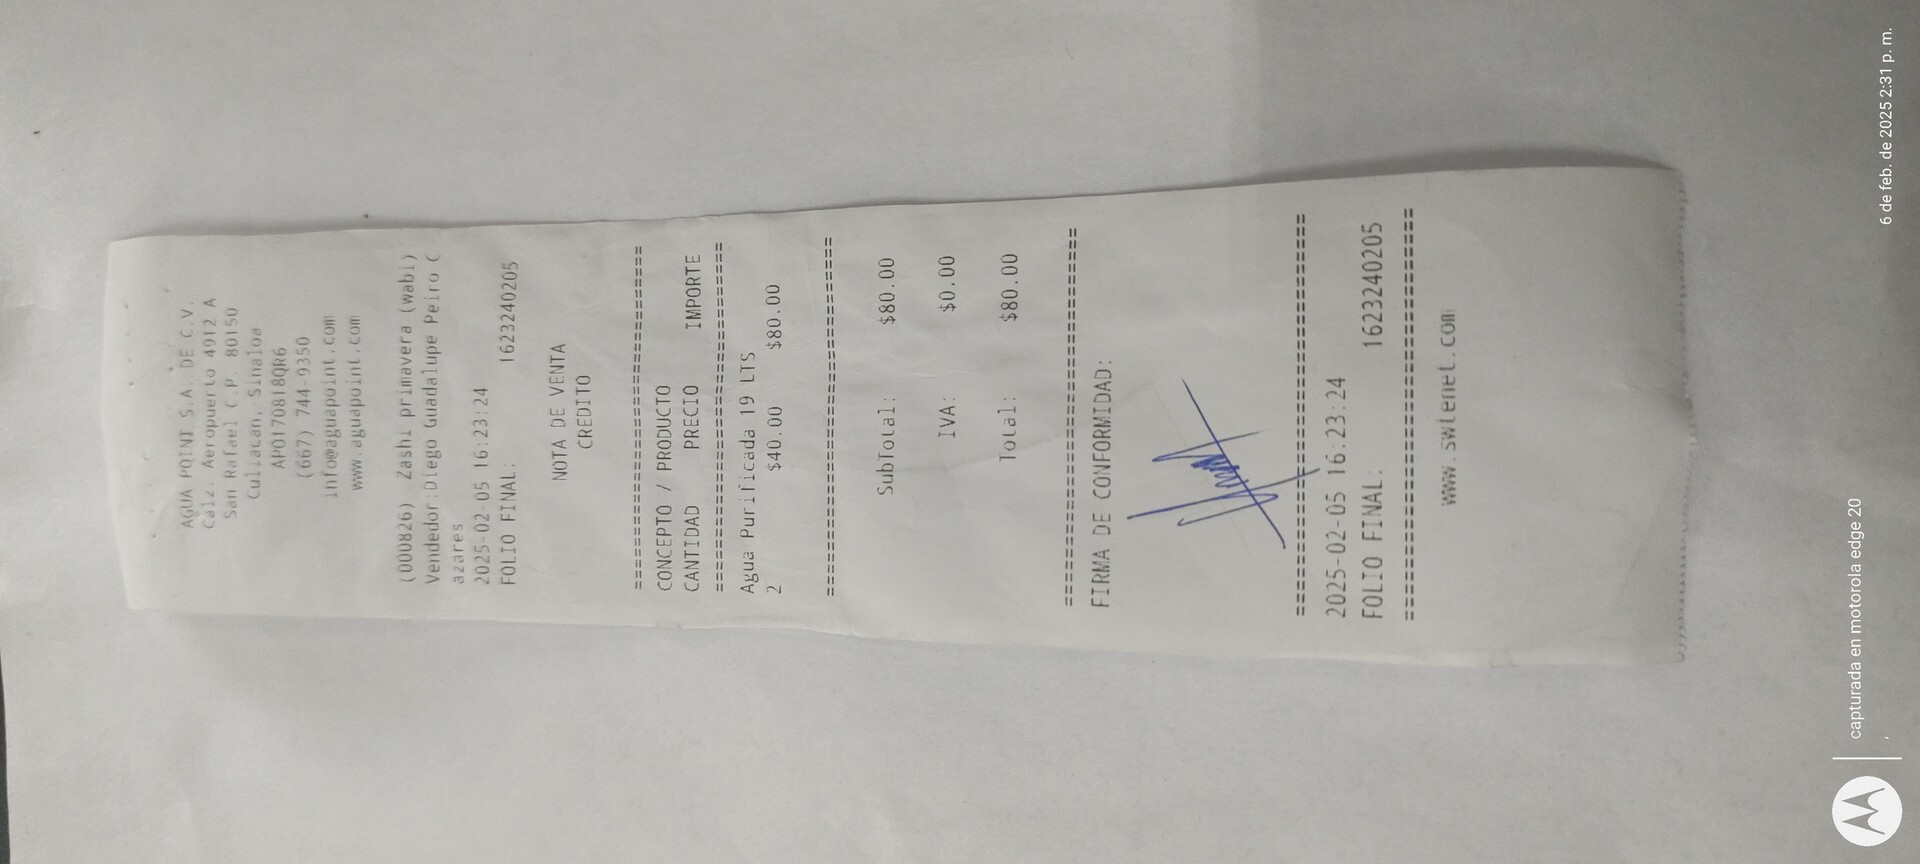 AGUA POINT S.A. DE C.V.
Calz. Aeropuerto 4912 A
San Rafael C.P. 80150
Culiacan, Sinaloa
APO170818QR6
(667) 744-9350
info@aguapoint.com
www.aguapoint.com
(000826) Zashi primavera (wabi)
Vendedor:Diego Guadalupe Peiro C
azares
2025-02-05 16:23:24
FOLIO FINAL: 1623240205
NOTA DE VENTA
CREDITO
==================================
CONCEPTO / PRODUCTO
CANTIDAD PRECIO IMPORTE
==================================
Agua Purificada 19 LTS
2 $40.00 $80.00
==================================
SubTotal: $80.00
IVA: $0.00
Total: $80.00
==================================
FIRMA DE CONFORMIDAD:
==================================
2025-02-05 16:23:24
FOLIO FINAL: 1623240205
==================================
www.swtenet.com
capturada en motorola edge 20
,
6 de feb. de 2025 2:31 p. m.